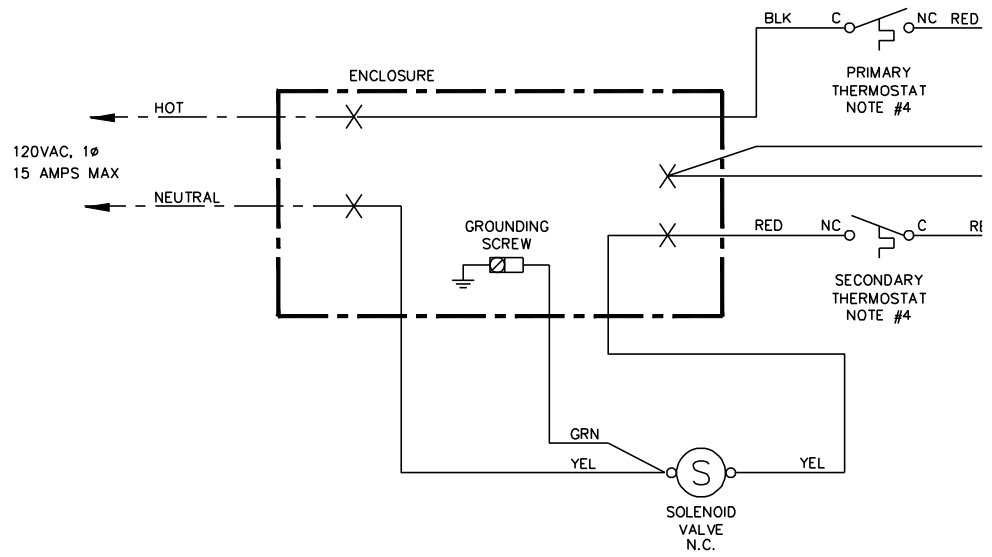 BLK C NC RED
PRIMARY
THERMOSTAT
NOTE #4
ENCLOSURE
HOT
120VAC, 1ø
15 AMPS MAX
NEUTRAL
GROUNDING
SCREW
RED NC C
SECONDARY
THERMOSTAT
NOTE #4
GRN
YEL
S
YEL
SOLENOID
VALVE
N.C.